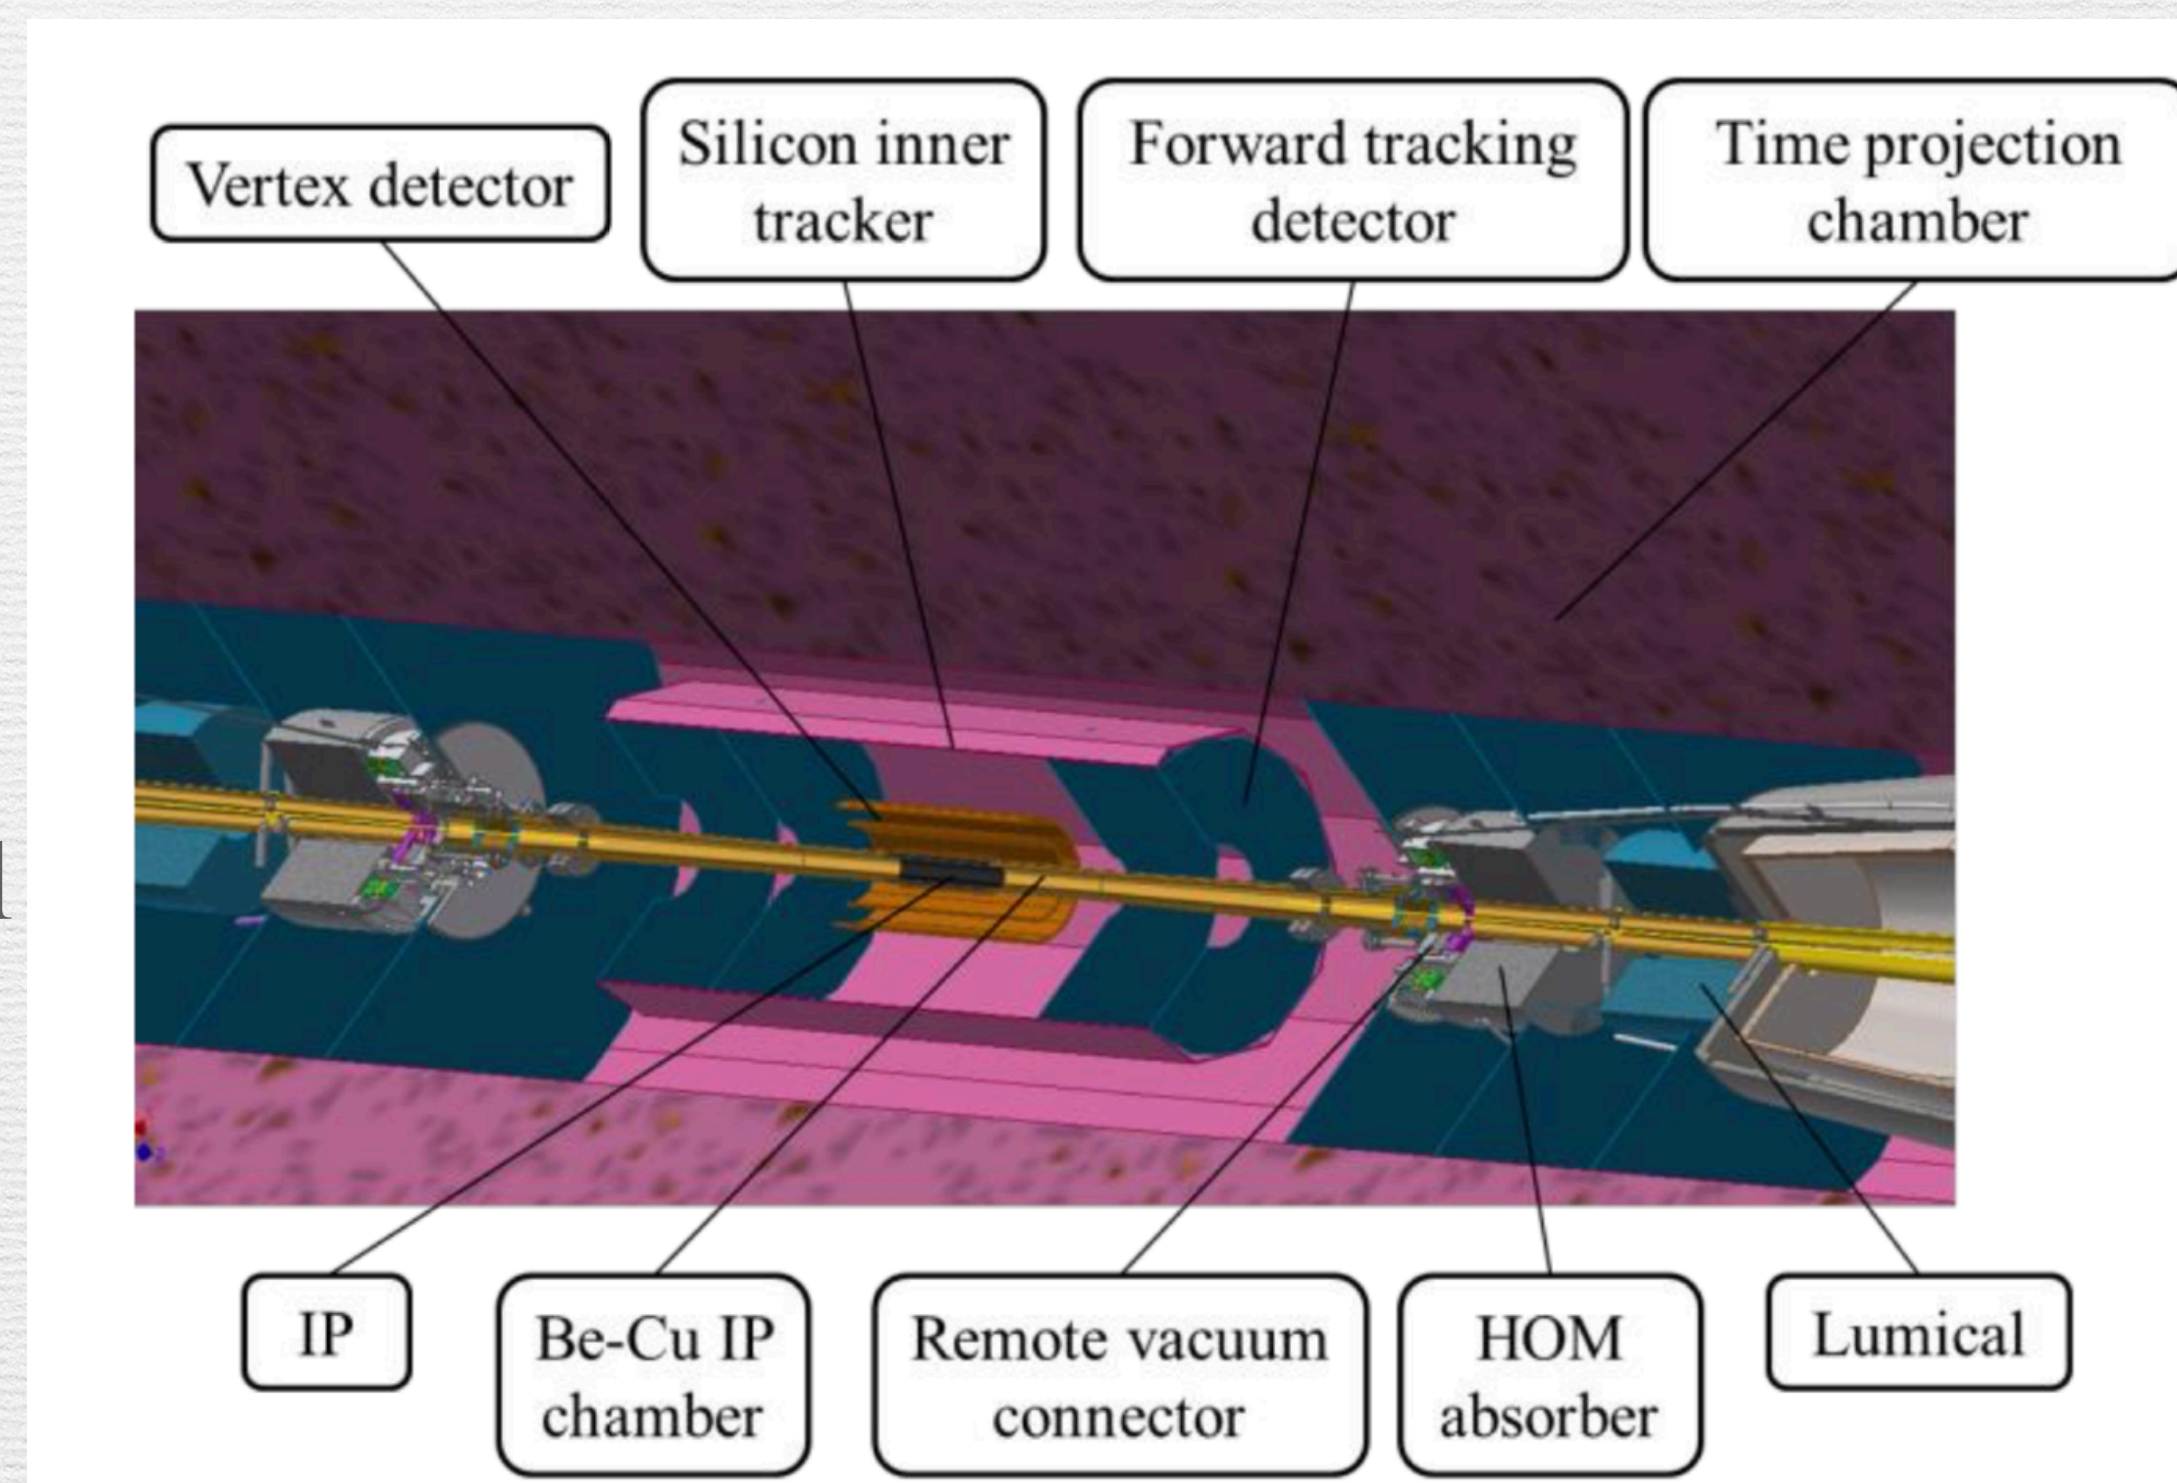 Vertex detector
Silicon inner
tracker
Forward tracking
detector
Time projection
chamber
IP
Be-Cu IP
chamber
Remote vacuum
connector
HOM
absorber
Lumical